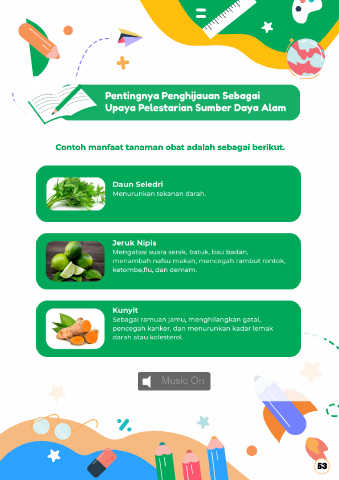 Pentingnya Penghijauan Sebagai
Upaya Pelestarian Sumber Daya Alam
Contoh manfaat tanaman obat adalah sebagai berikut.
Daun Seledri
Menurunkan tekanan darah.
Jeruk Nipis
Mengatasi suara serak, batuk, bau badan,
menambah nafsu makan, mencegah rambut rontok,
ketombe,flu, dan demam.
Kunyit
Sebagai ramuan jamu, menghilangkan gatal,
pencegah kanker, dan menurunkan kadar lemak
darah atau kolesterol.
Music On
53